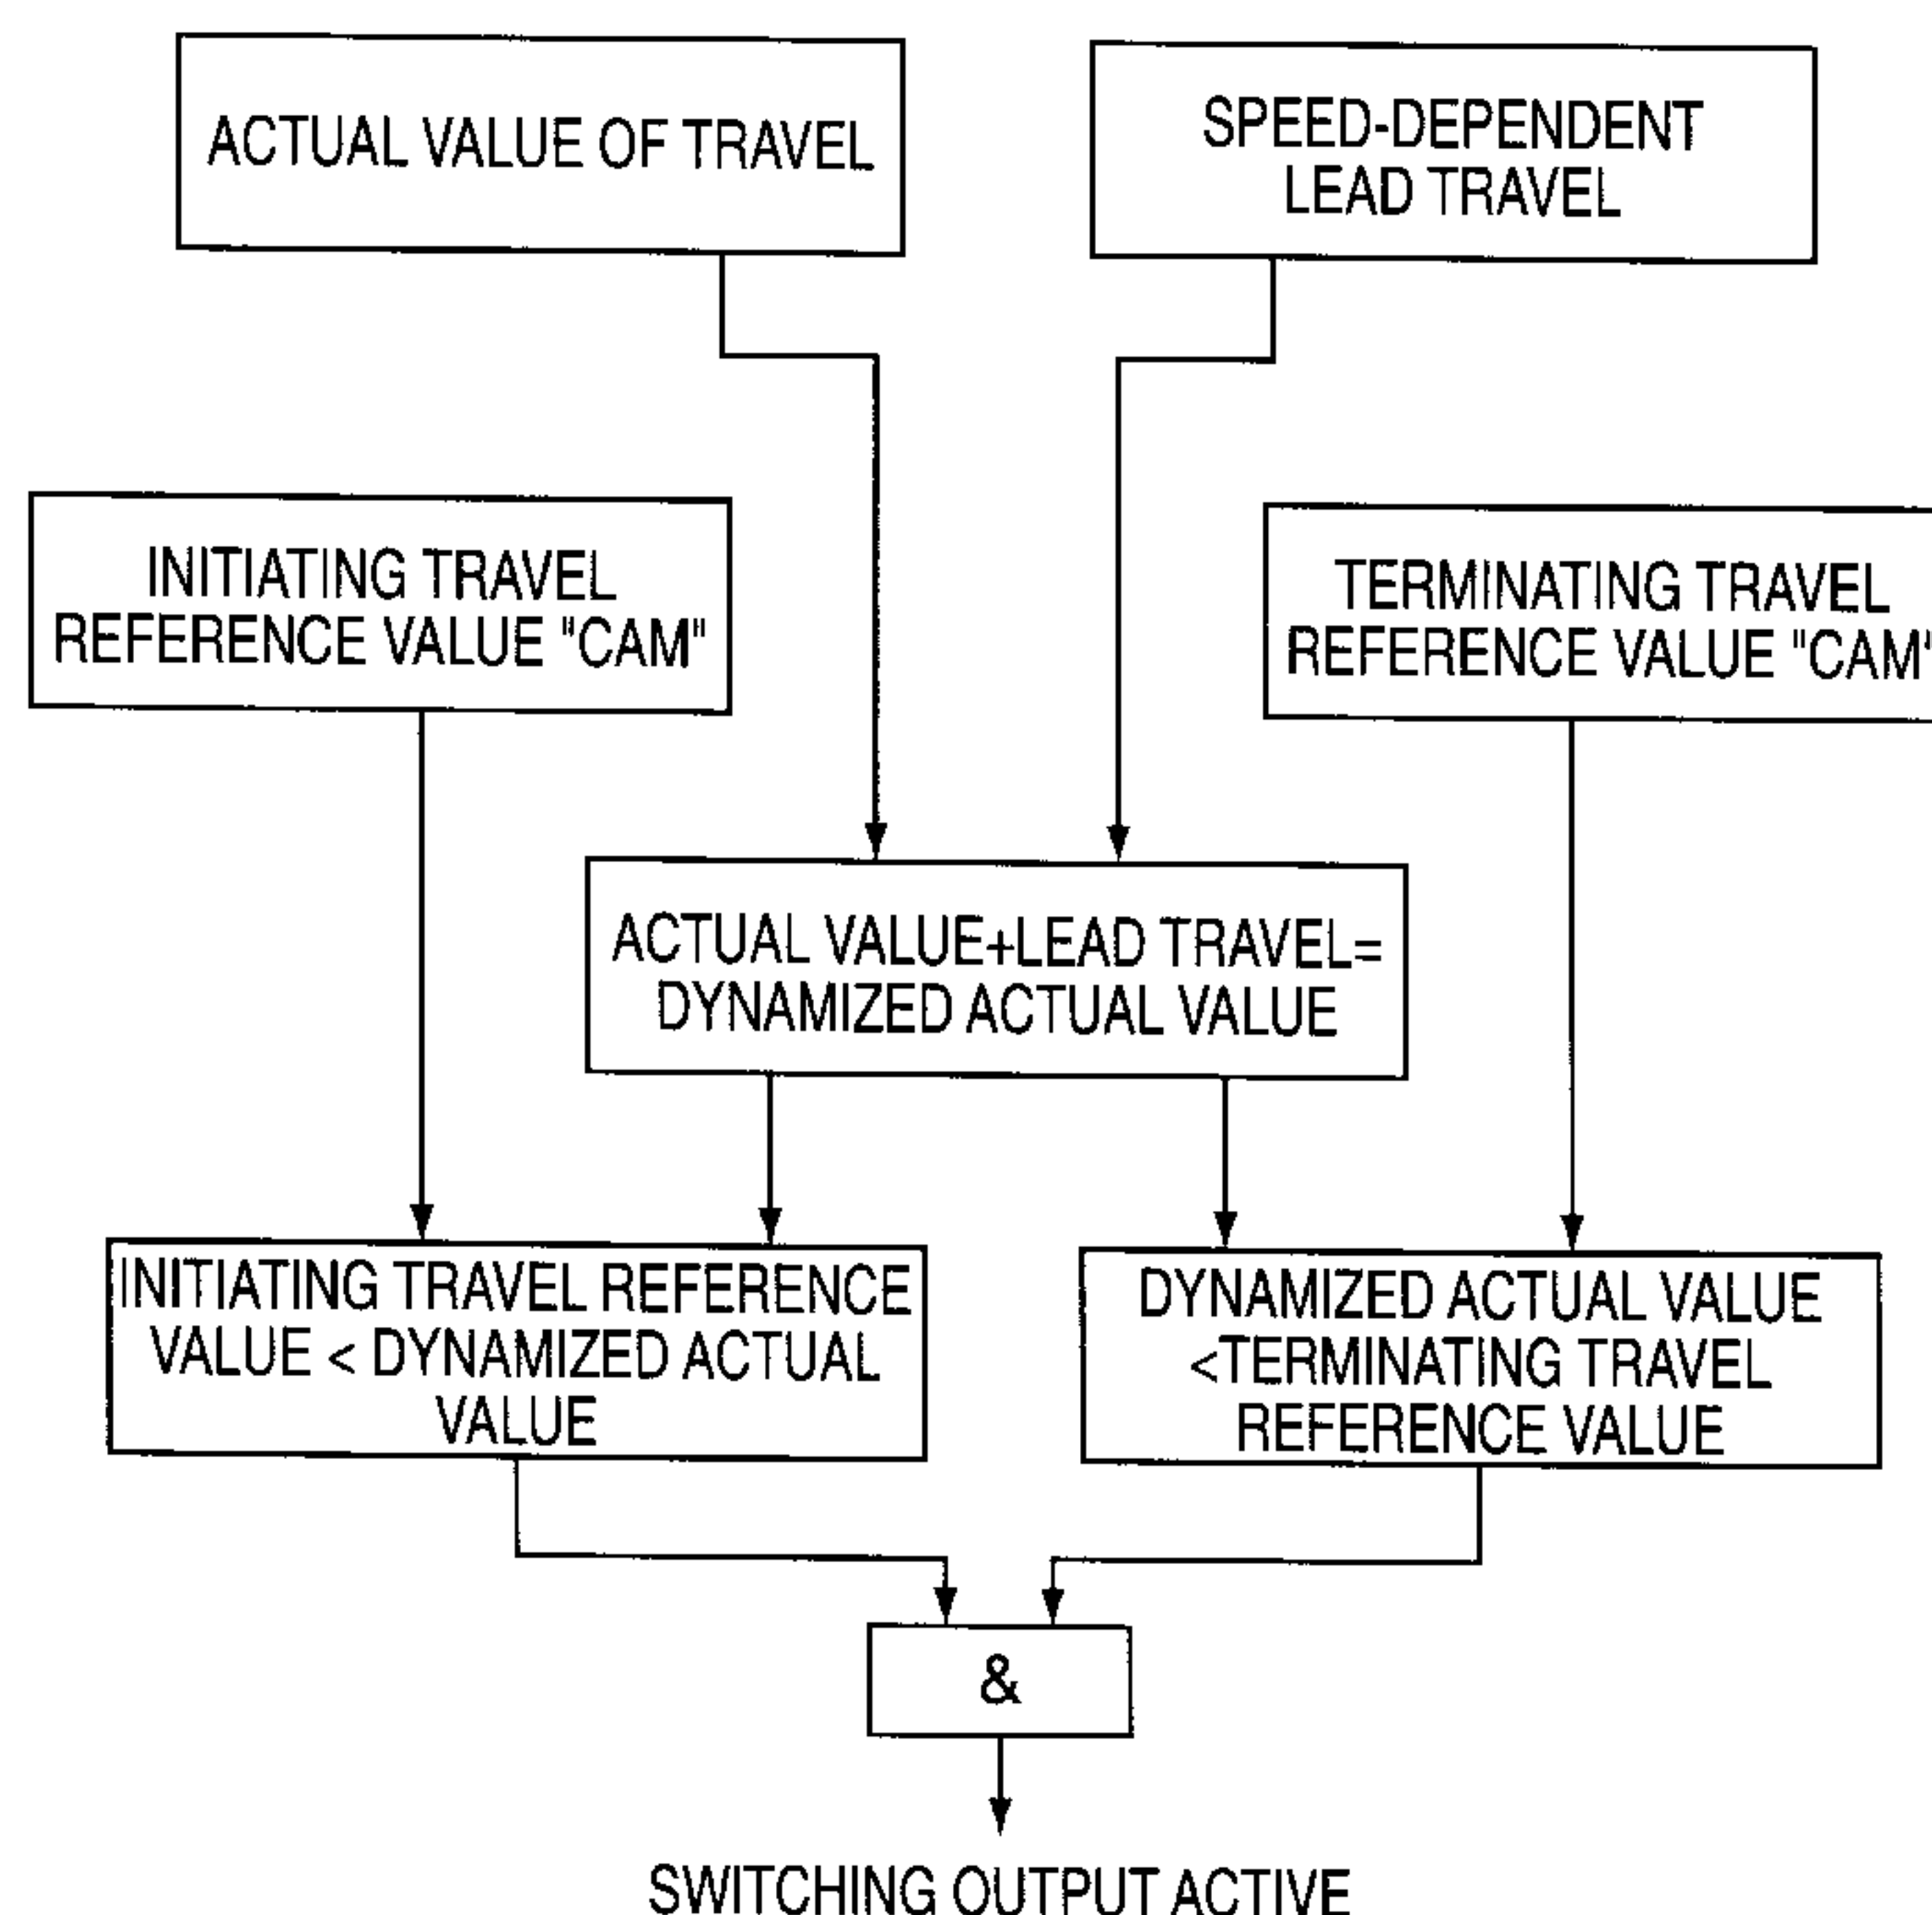 ACTUAL VALUE OF TRAVEL
SPEED-DEPENDENT
LEAD TRAVEL
INITIATING TRAVEL
REFERENCE VALUE "CAM"
TERMINATING TRAVEL
REFERENCE VALUE "CAM"
ACTUAL VALUE+LEAD TRAVEL=
DYNAMIZED ACTUAL VALUE
INITIATING TRAVEL REFERENCE
VALUE < DYNAMIZED ACTUAL
VALUE
DYNAMIZED ACTUAL VALUE
<TERMINATING TRAVEL
REFERENCE VALUE
&
SWITCHING OUTPUT ACTIVE